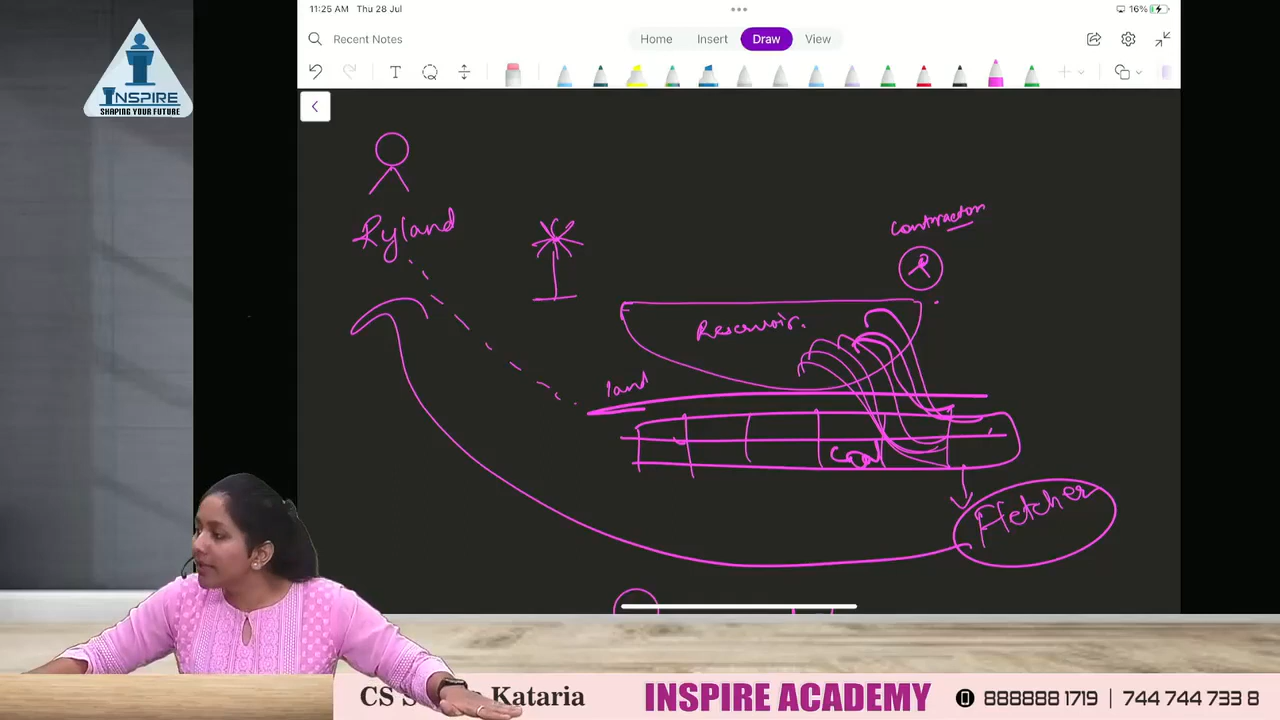 11:25 AM Thu 28 Jul
16%
Recent Notes
Home Insert Draw View
INSPIRE
SHAPING YOUR FUTURE
Ryland
Contractor
R
Reservoir.
land
Coal
Fletcher
CS S Kataria
INSPIRE ACADEMY
888888 1719 | 744 744 733 8